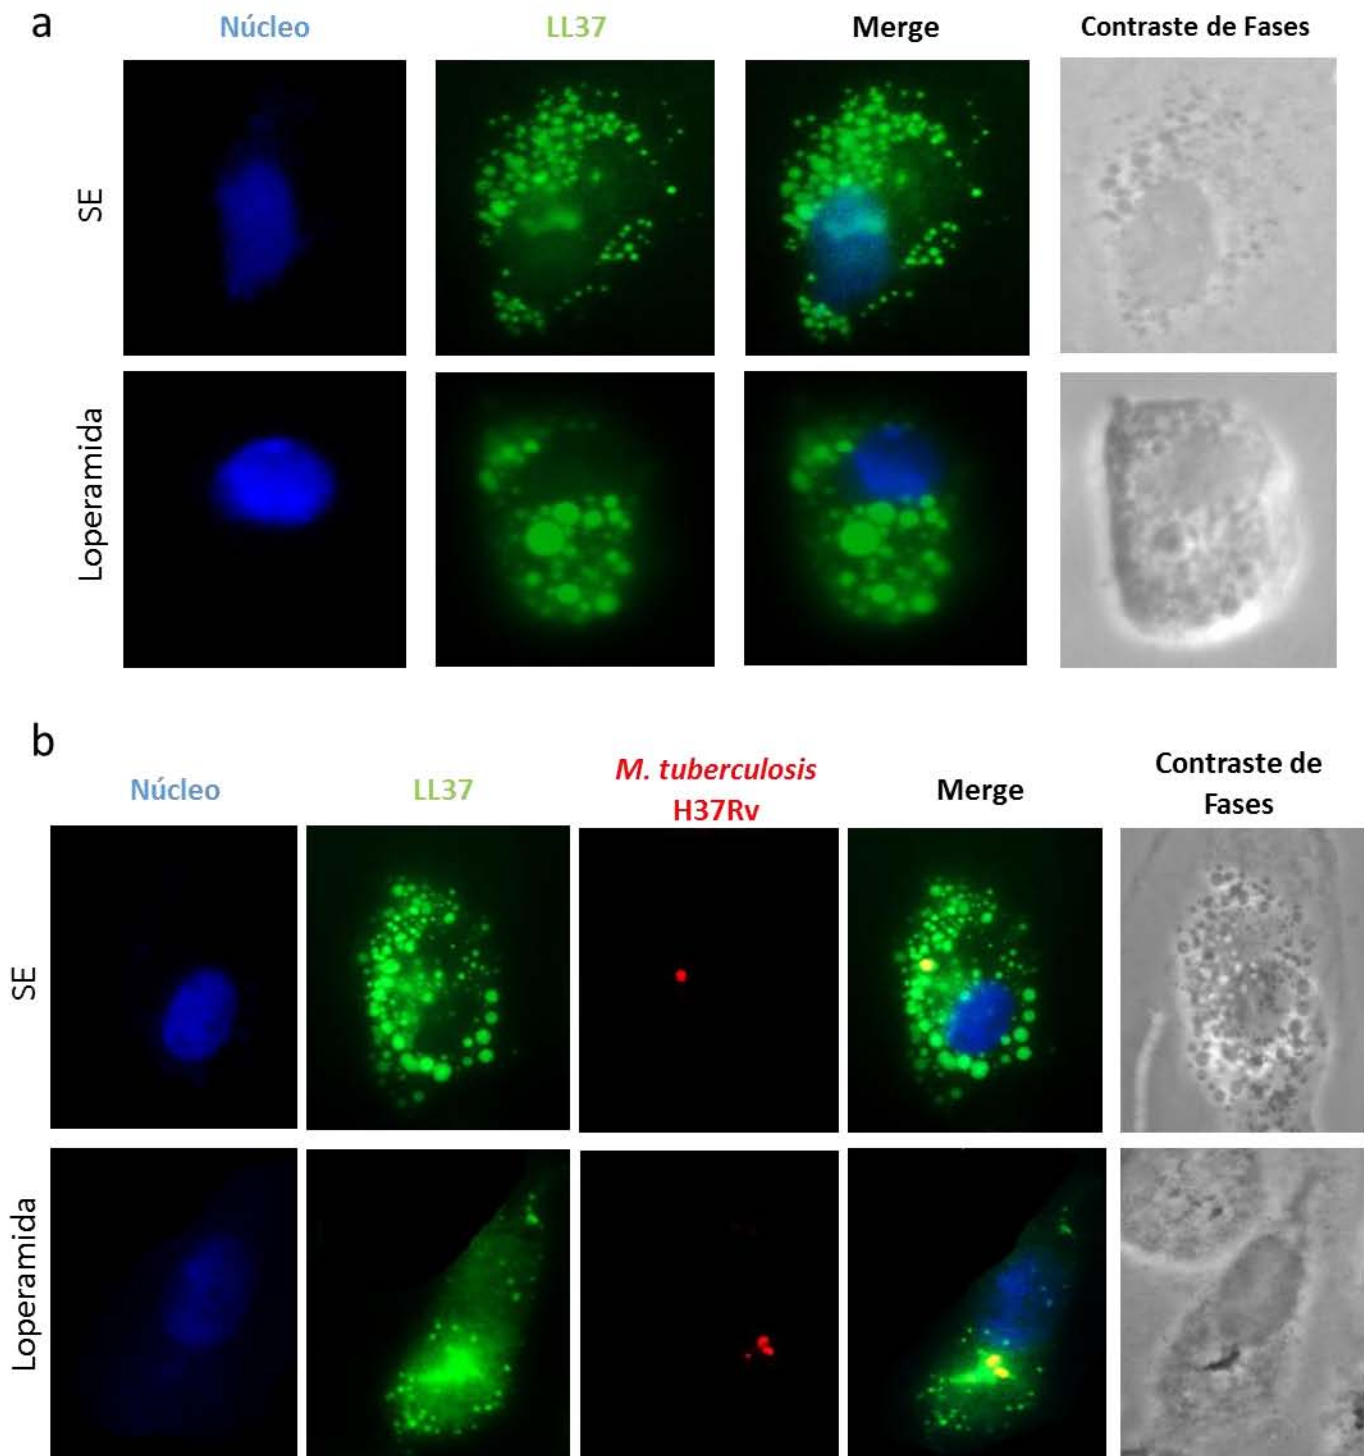 a
Núcleo LL37 Merge Contraste de Fases
SE
Loperamida
b
Núcleo LL37 M. tuberculosis H37Rv Merge Contraste de Fases
SE
Loperamida